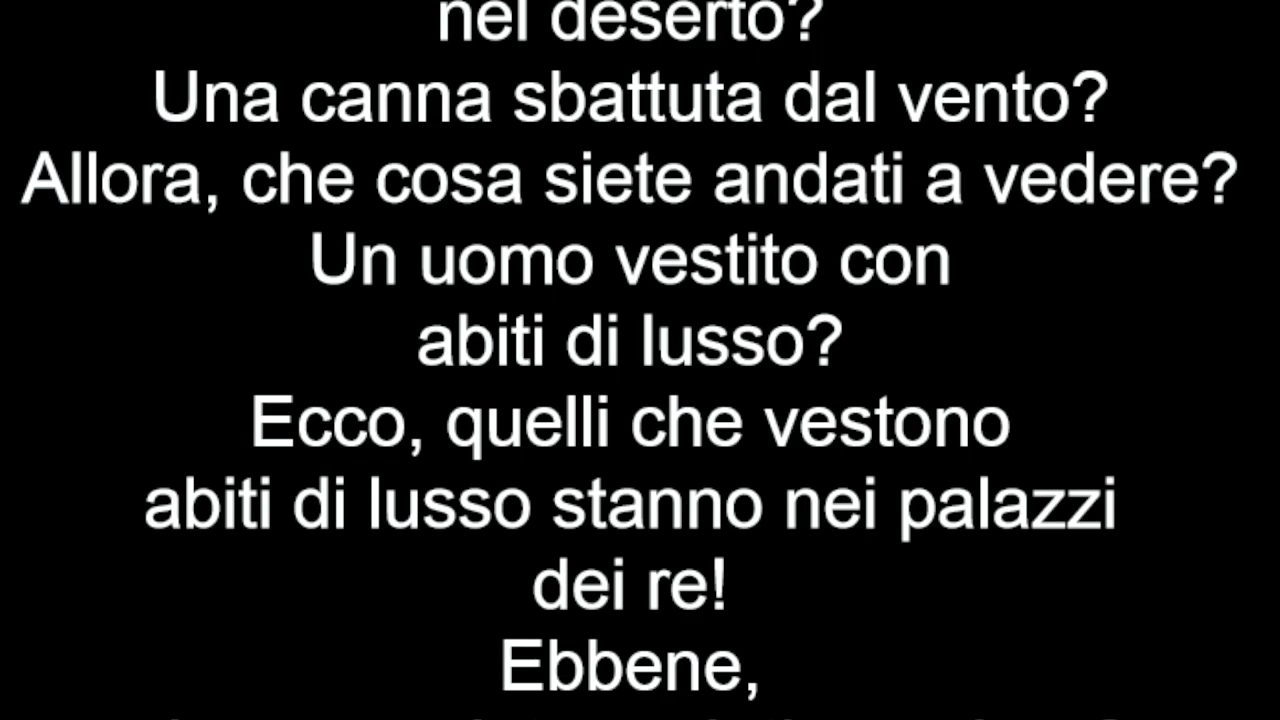 nel deserto?
Una canna sbattuta dal vento?
Allora, che cosa siete andati a vedere?
Un uomo vestito con
abiti di lusso?
Ecco, quelli che vestono
abiti di lusso stanno nei palazzi
dei re!
Ebbene,